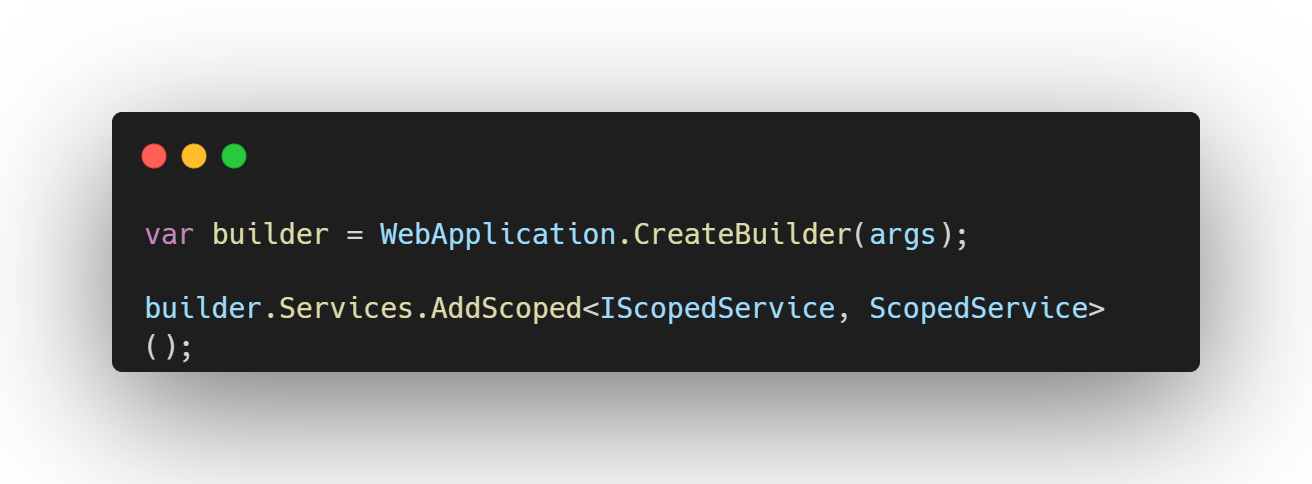 var builder = WebApplication.CreateBuilder(args);
builder.Services.AddScoped<IScopedService, ScopedService>
();